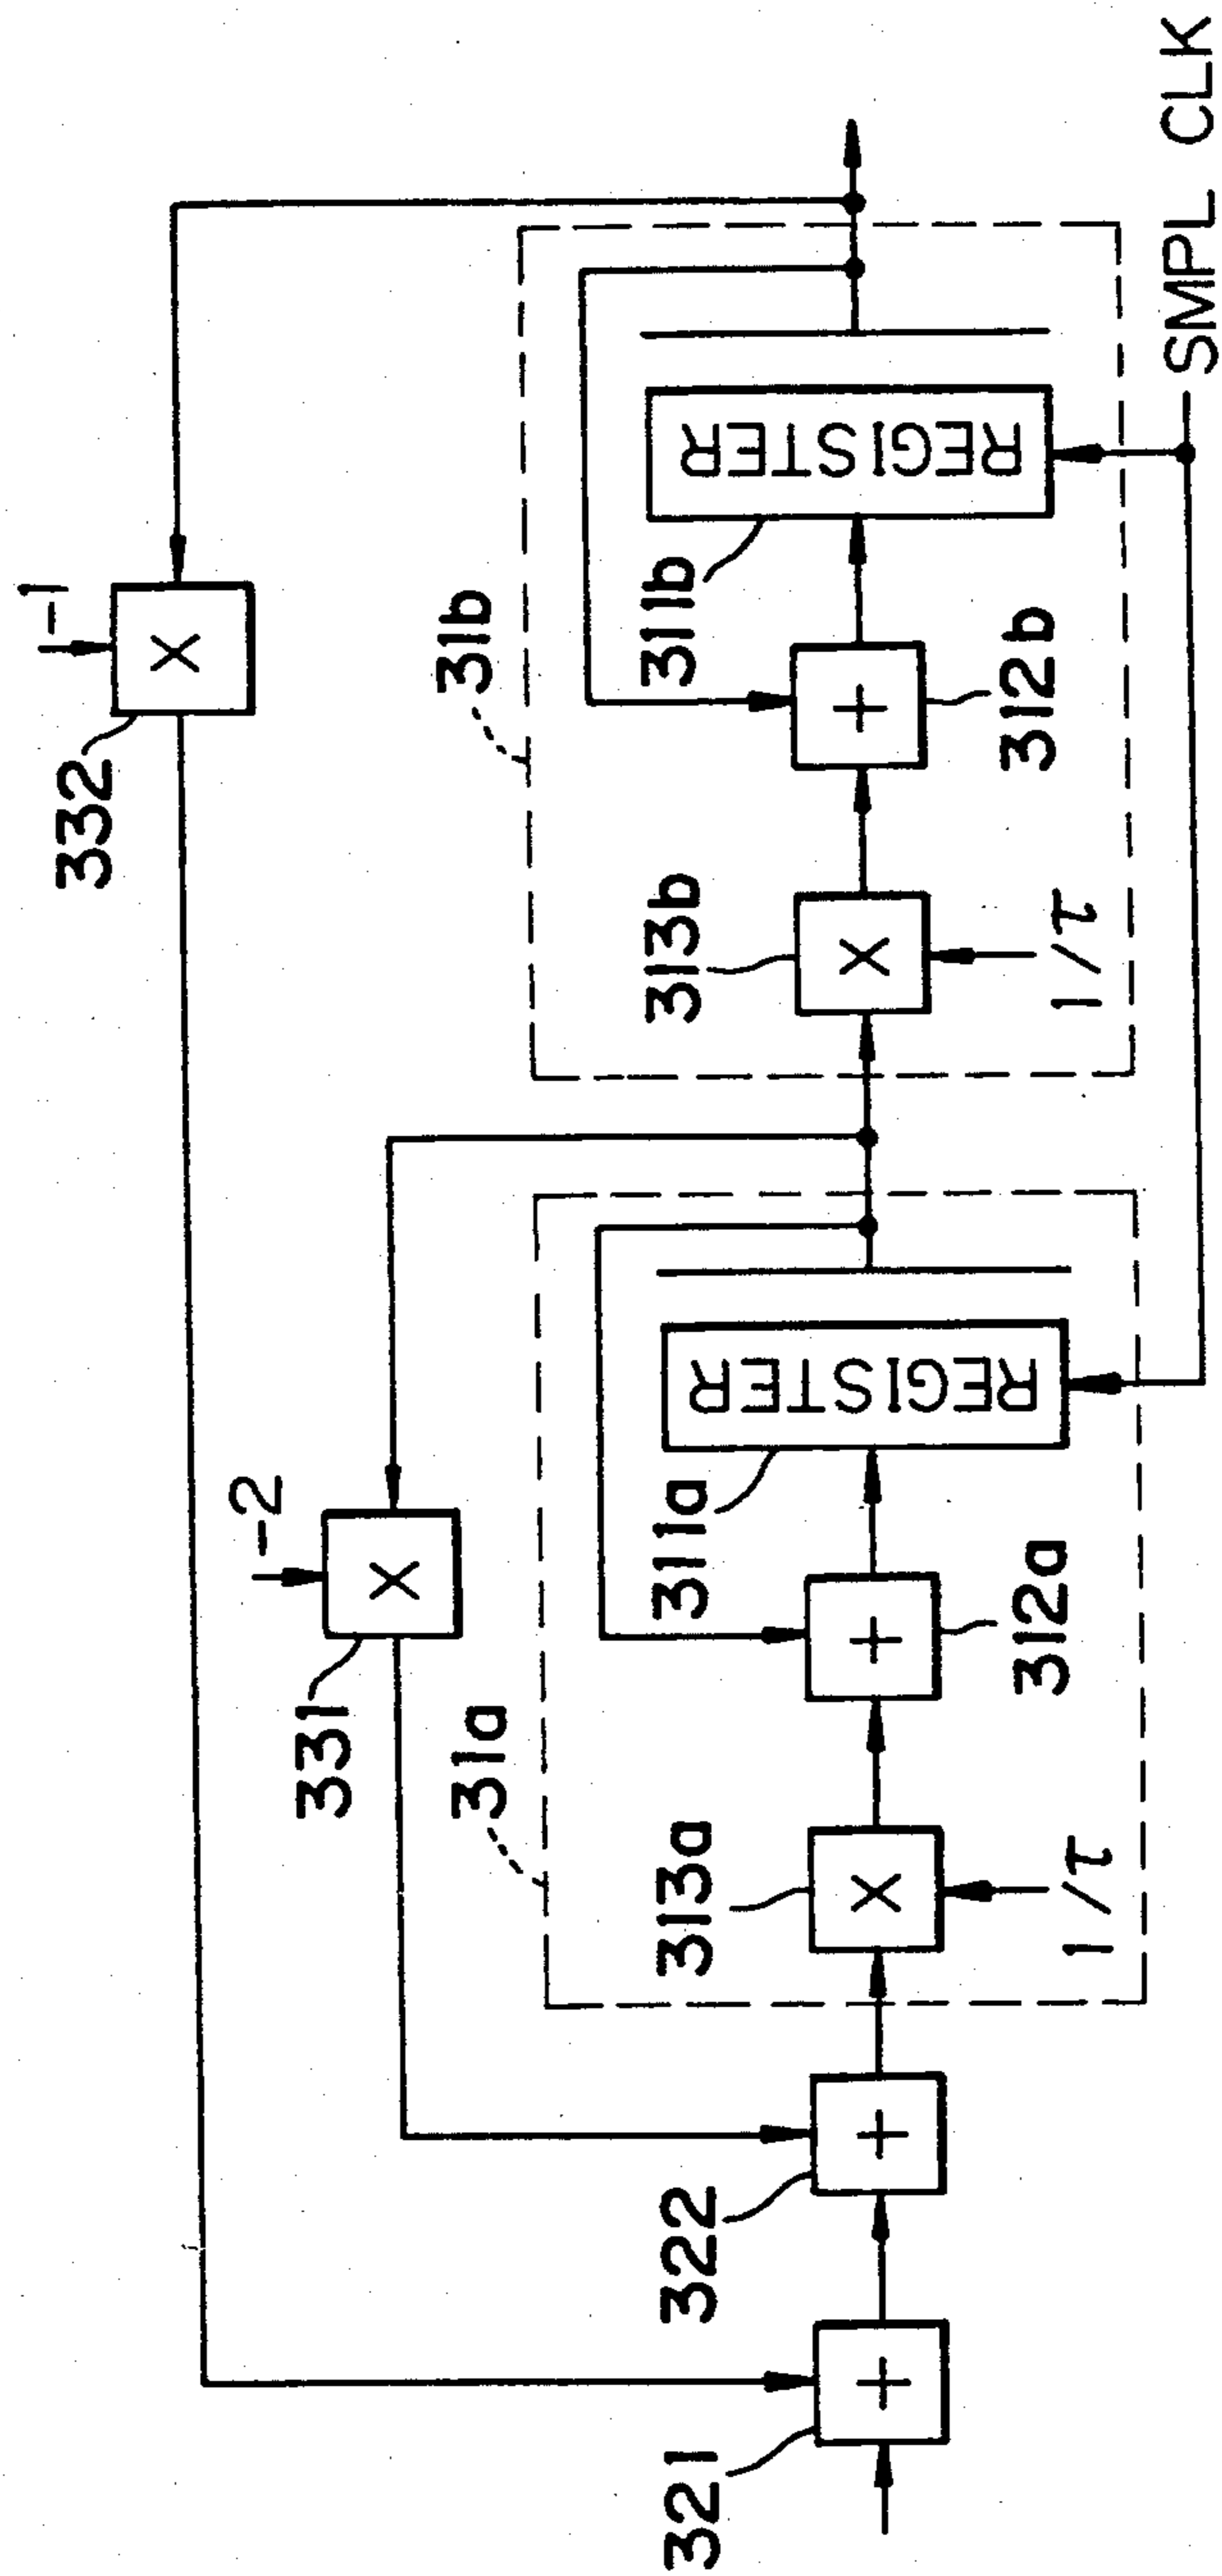 -1
332
-2
331
31b
31a
321
322
313a
312a
311a
REGISTER
1/τ
313b
312b
311b
REGISTER
1/τ
SMPL CLK
×
×
+
+
×
+
×
+